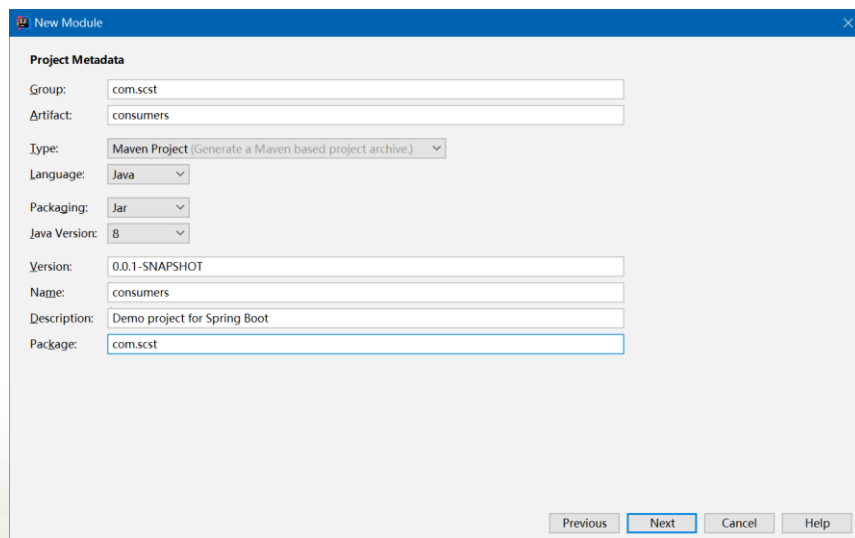 New Module
Project Metadata
Group: com.scst
Artifact: consumers
Type: Maven Project (Generate a Maven based project archive.)
Language: Java
Packaging: Jar
Java Version: 8
Version: 0.0.1-SNAPSHOT
Name: consumers
Description: Demo project for Spring Boot
Package: com.scst
Previous Next Cancel Help